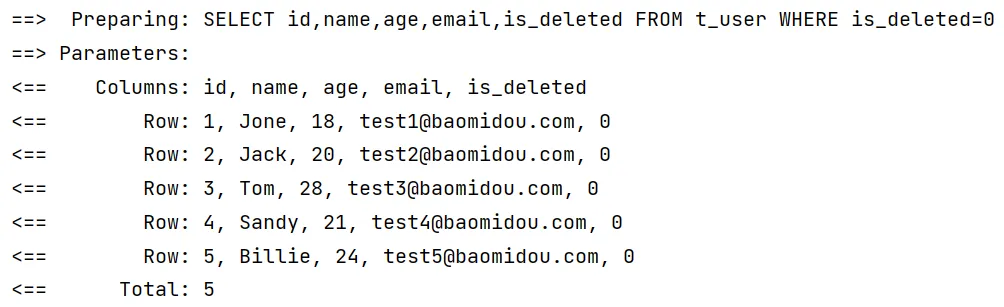 ==>  Preparing: SELECT id,name,age,email,is_deleted FROM t_user WHERE is_deleted=0
==> Parameters:
<==    Columns: id, name, age, email, is_deleted
<==        Row: 1, Jone, 18, test1@baomidou.com, 0
<==        Row: 2, Jack, 20, test2@baomidou.com, 0
<==        Row: 3, Tom, 28, test3@baomidou.com, 0
<==        Row: 4, Sandy, 21, test4@baomidou.com, 0
<==        Row: 5, Billie, 24, test5@baomidou.com, 0
<==      Total: 5